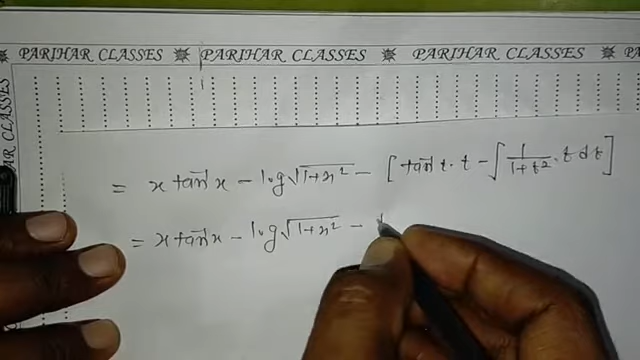 PARIHAR CLASSES ✷ PARIHAR CLASSES ✷ PARIHAR CLASSES ✷ PA
AR CLASSES
= x tan⁻¹x - log√(1+x²) - [tan⁻¹t · t - ∫ 1/(1+t²) · t dt]
= x tan⁻¹x - log√(1+x²) -